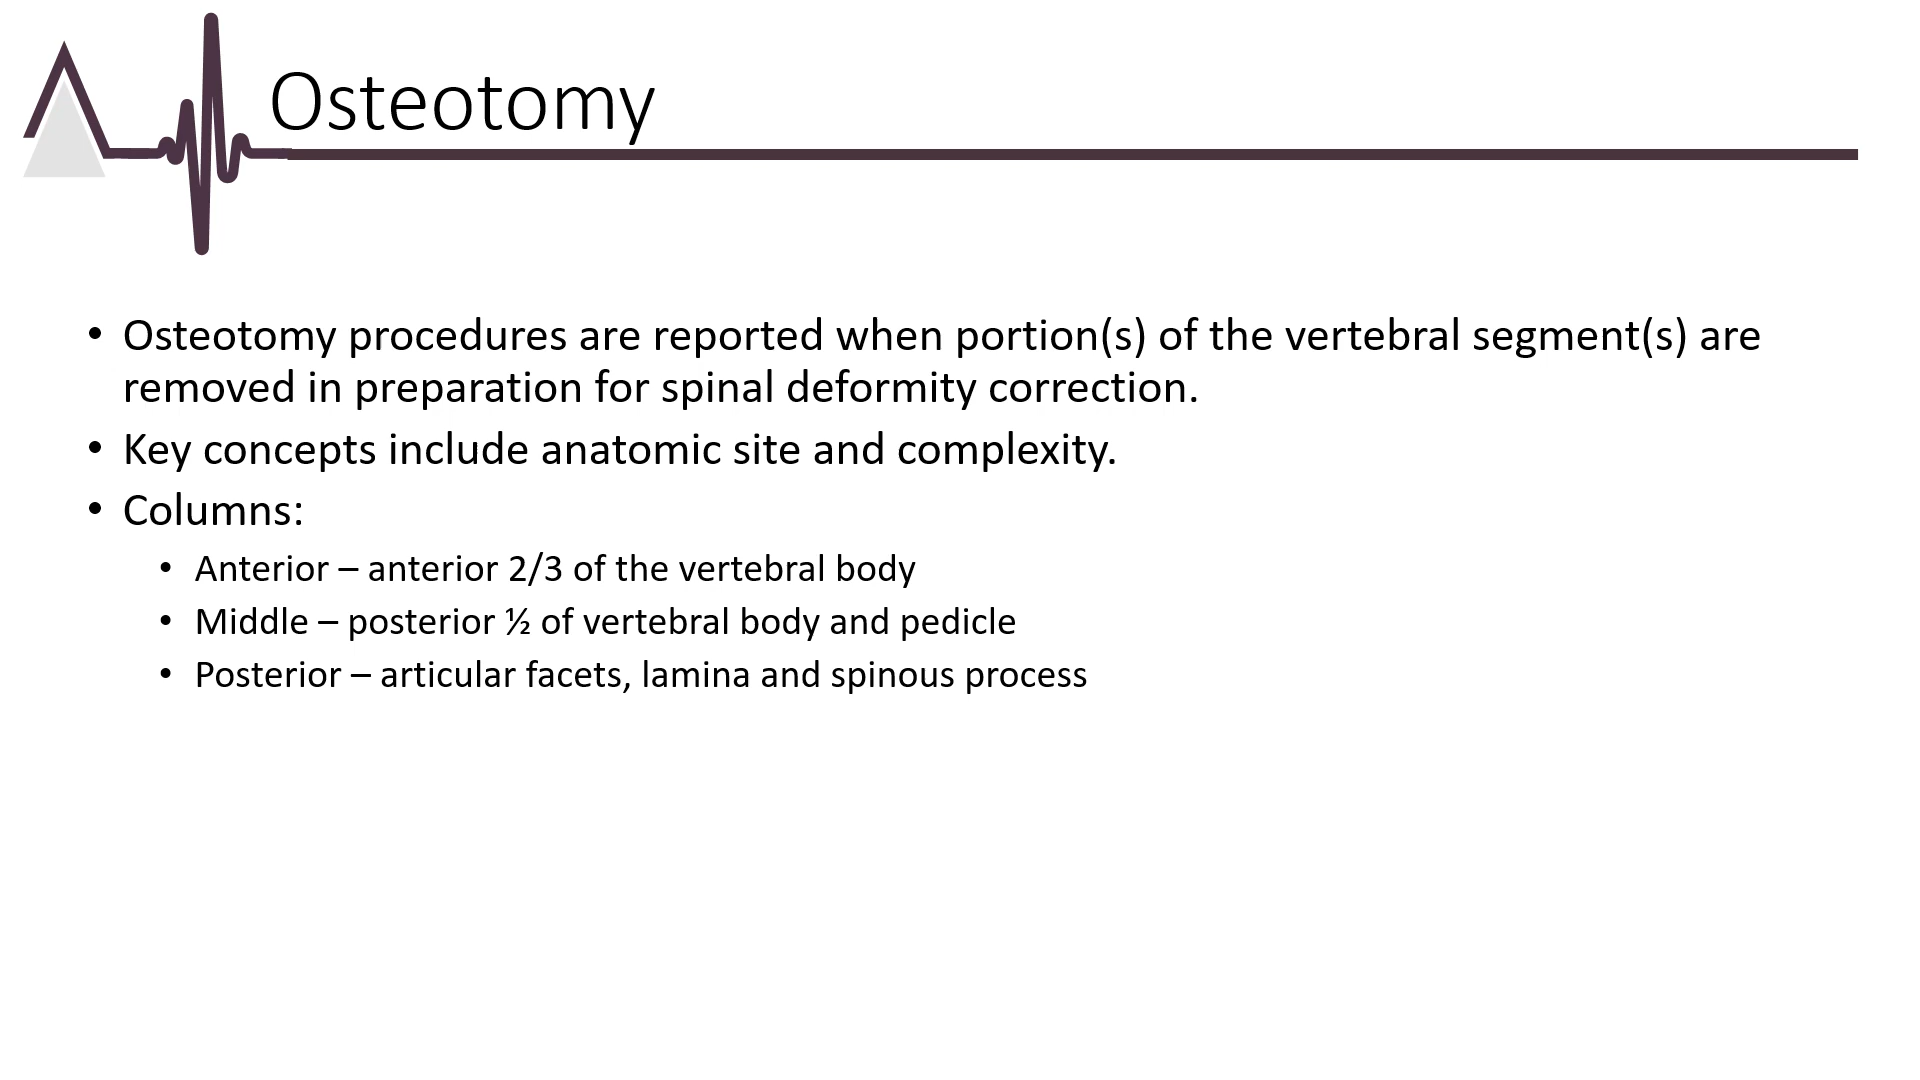 Osteotomy
• Osteotomy procedures are reported when portion(s) of the vertebral segment(s) are
removed in preparation for spinal deformity correction.
• Key concepts include anatomic site and complexity.
• Columns:
• Anterior – anterior 2/3 of the vertebral body
• Middle – posterior ½ of vertebral body and pedicle
• Posterior – articular facets, lamina and spinous process